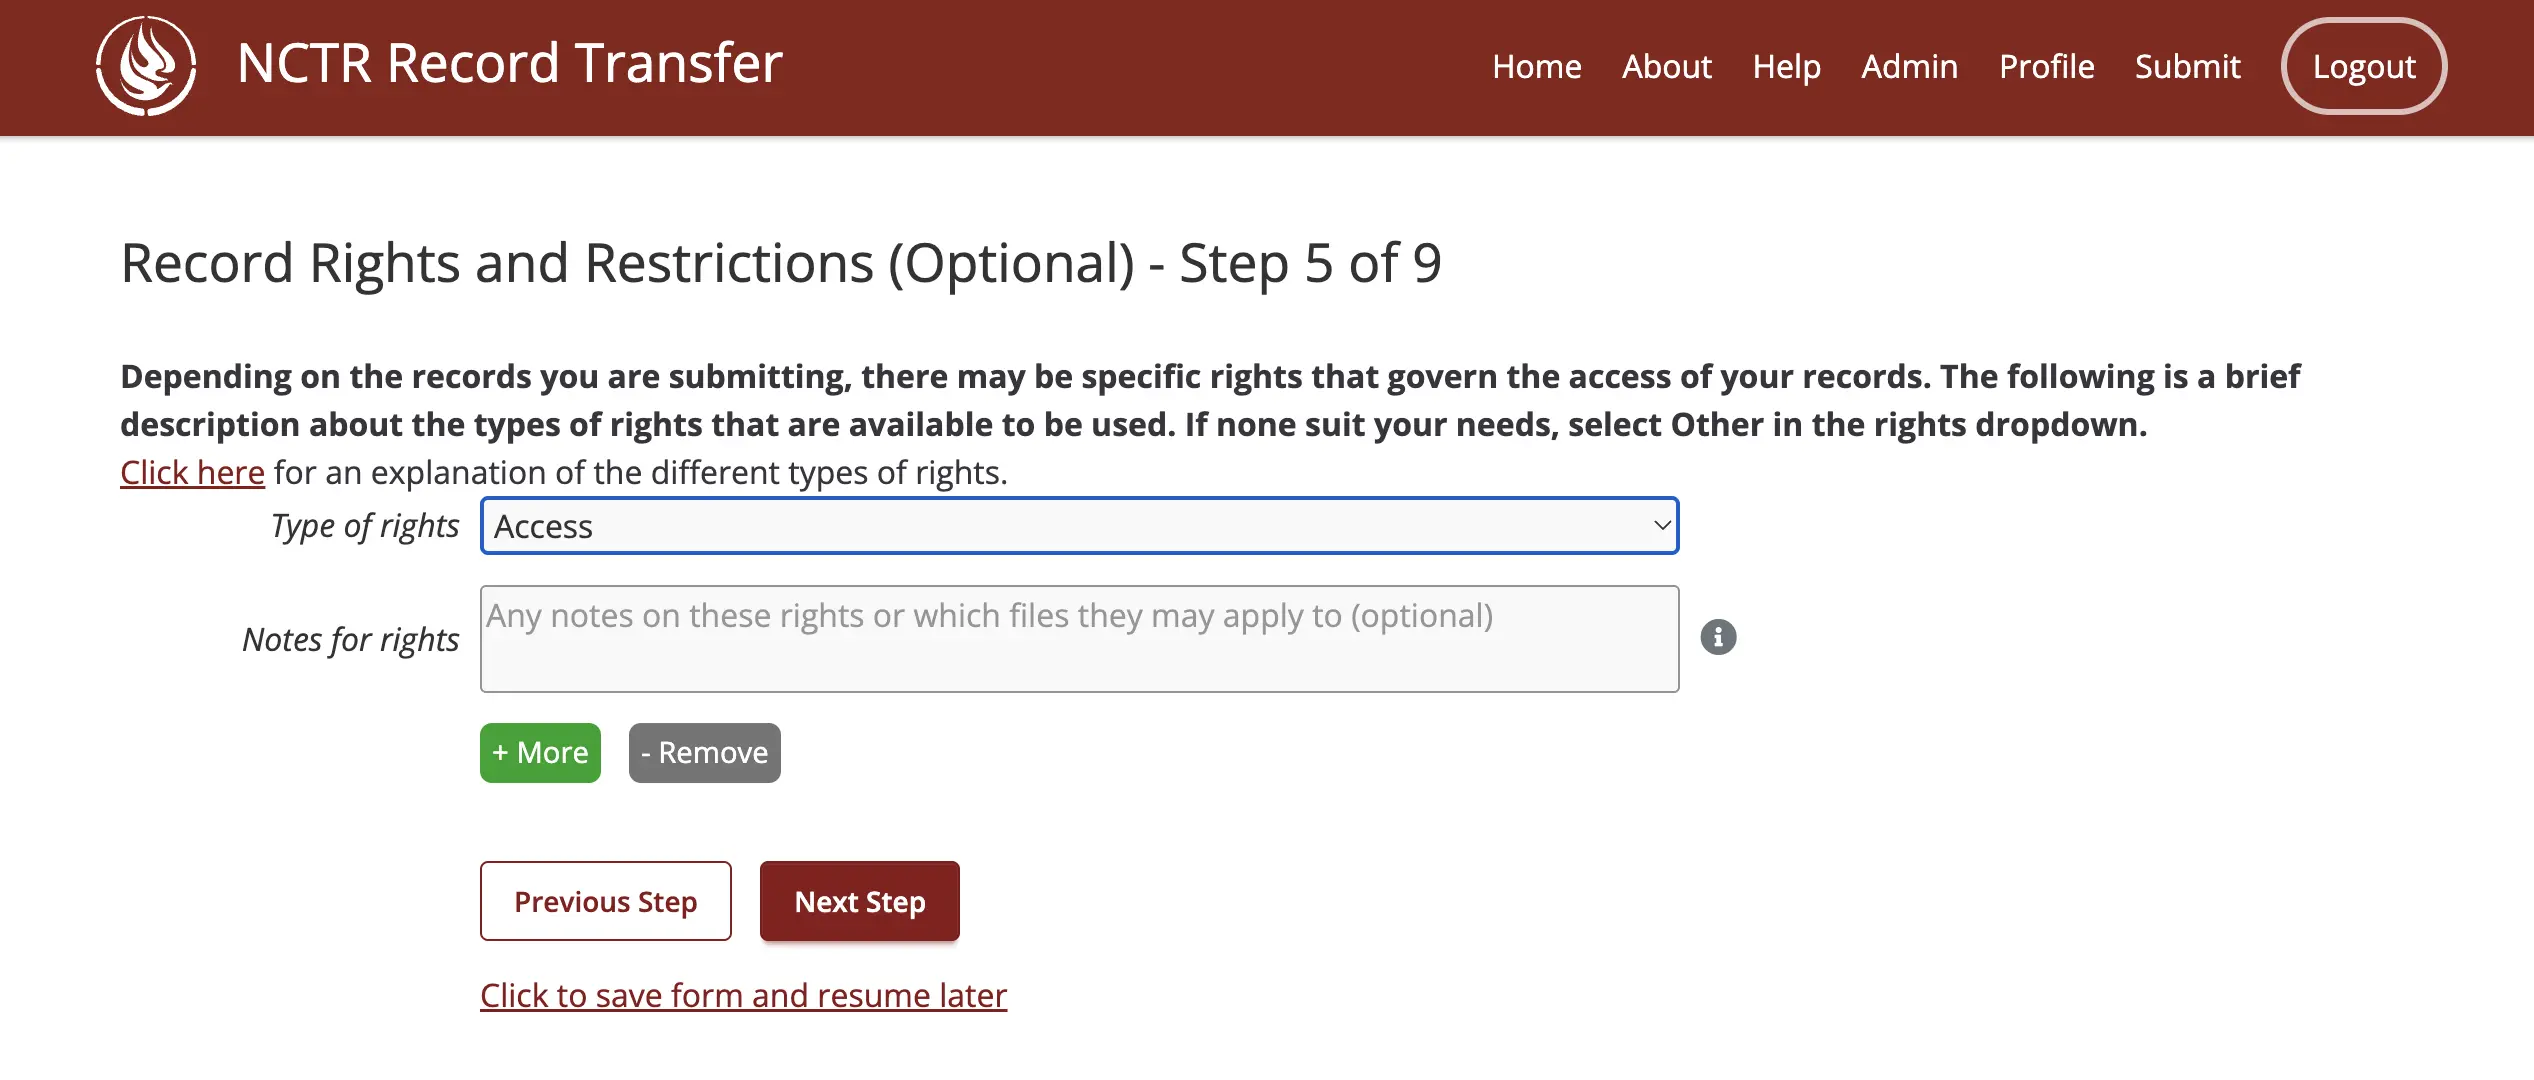 NCTR Record Transfer
Home About Help Admin Profile Submit Logout
Record Rights and Restrictions (Optional) - Step 5 of 9
Depending on the records you are submitting, there may be specific rights that govern the access of your records. The following is a brief
description about the types of rights that are available to be used. If none suit your needs, select Other in the rights dropdown.
Click here for an explanation of the different types of rights.
Type of rights Access
Notes for rights Any notes on these rights or which files they may apply to (optional)
+ More - Remove
Previous Step Next Step
Click to save form and resume later